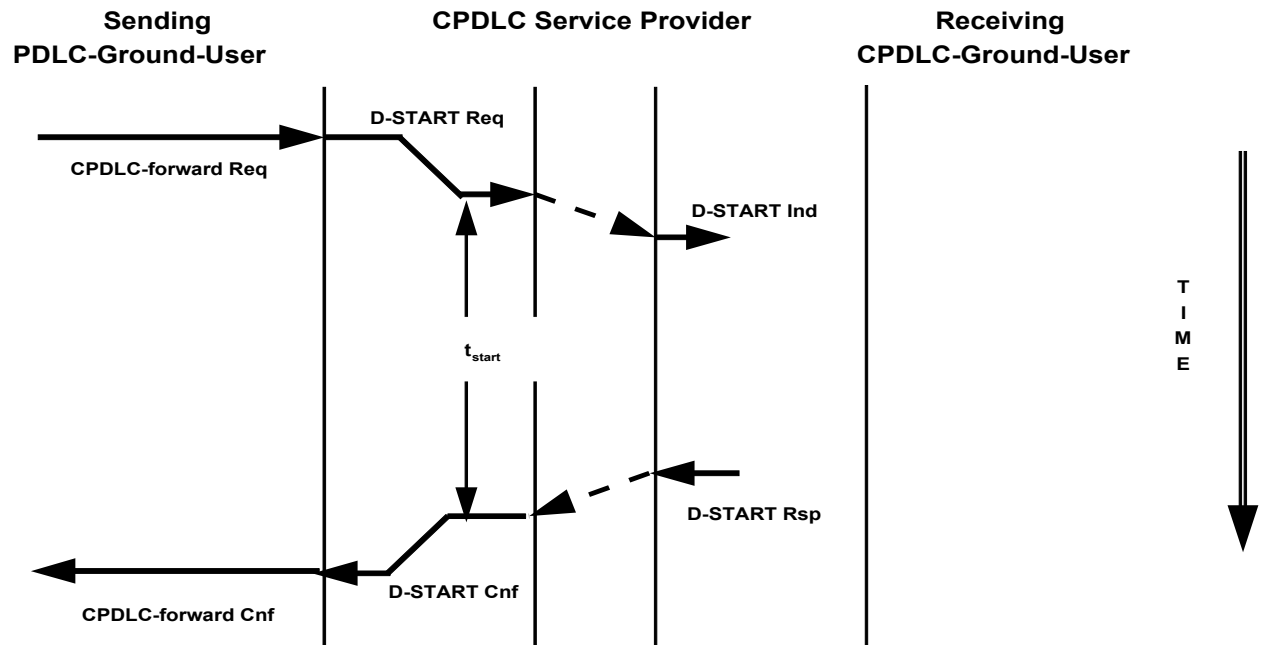 Sending
PDLC-Ground-User
CPDLC Service Provider
Receiving
CPDLC-Ground-User
D-START Req
CPDLC-forward Req
D-START Ind
T
I
M
E
tstart
D-START Rsp
D-START Cnf
CPDLC-forward Cnf